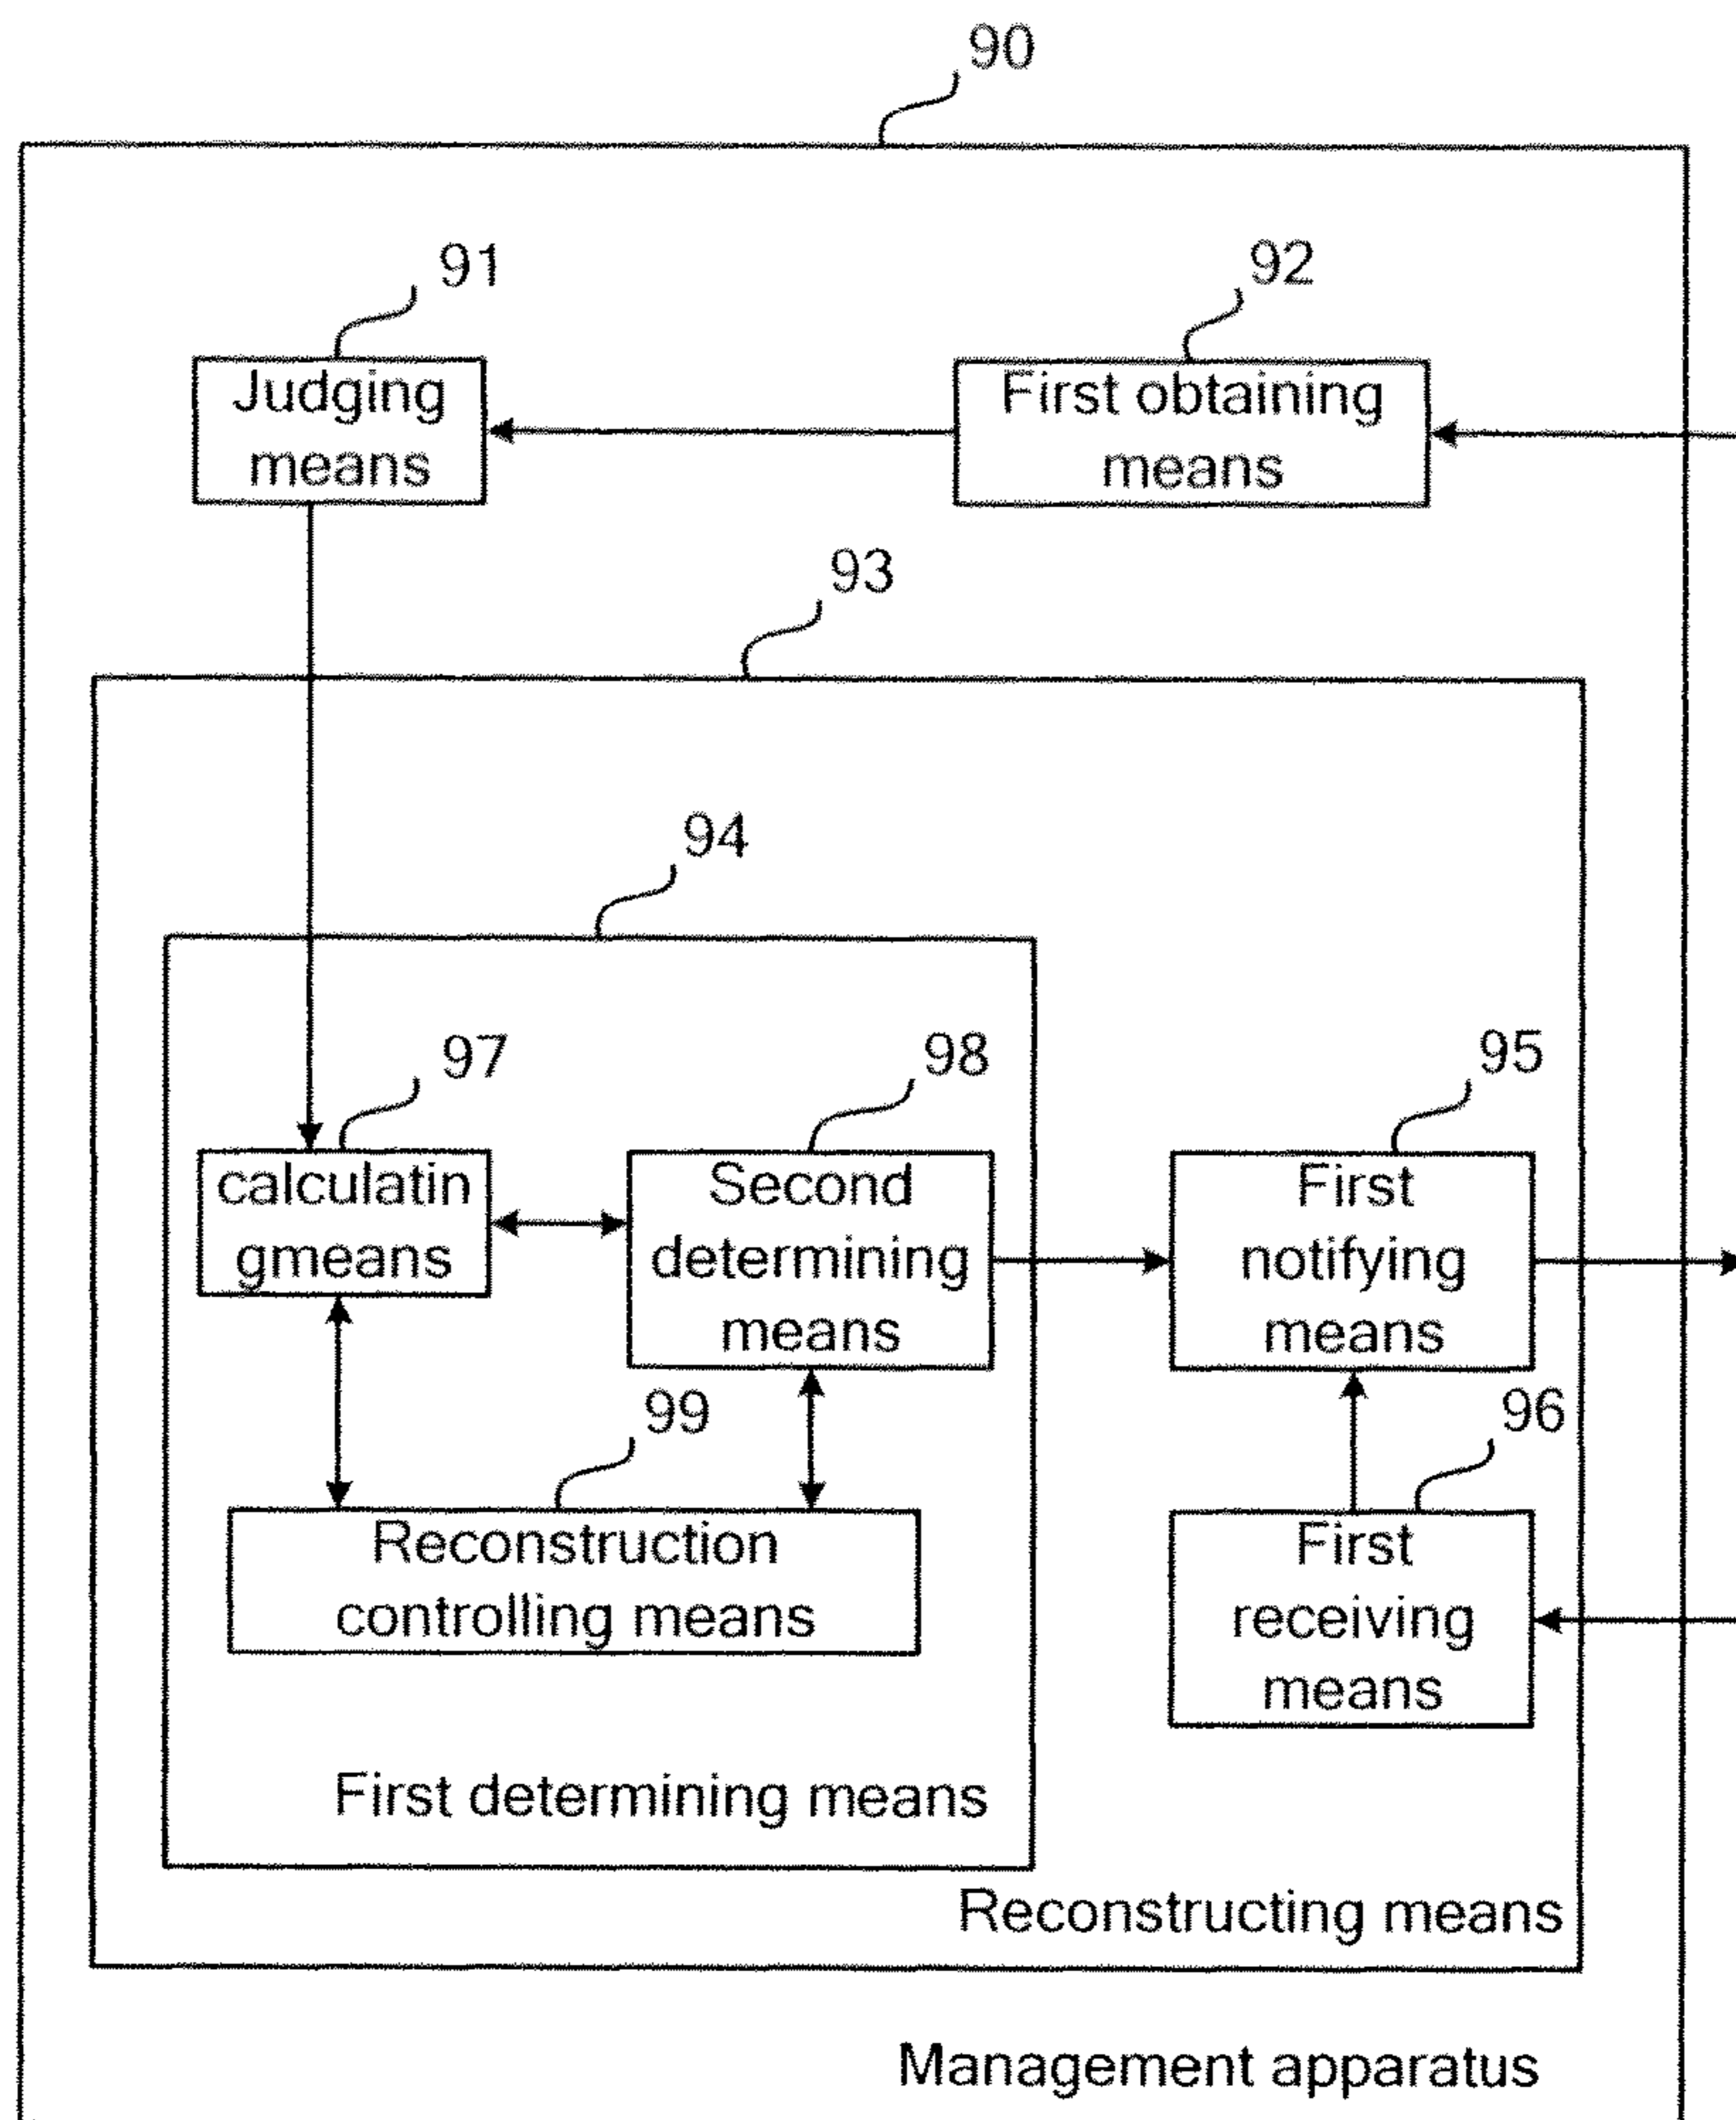 90
91
92
Judging
means
First obtaining
means
93
94
97
98
95
calculatin
gmeans
Second
determining
means
First
notifying
means
99
96
Reconstruction
controlling means
First
receiving
means
First determining means
Reconstructing means
Management apparatus